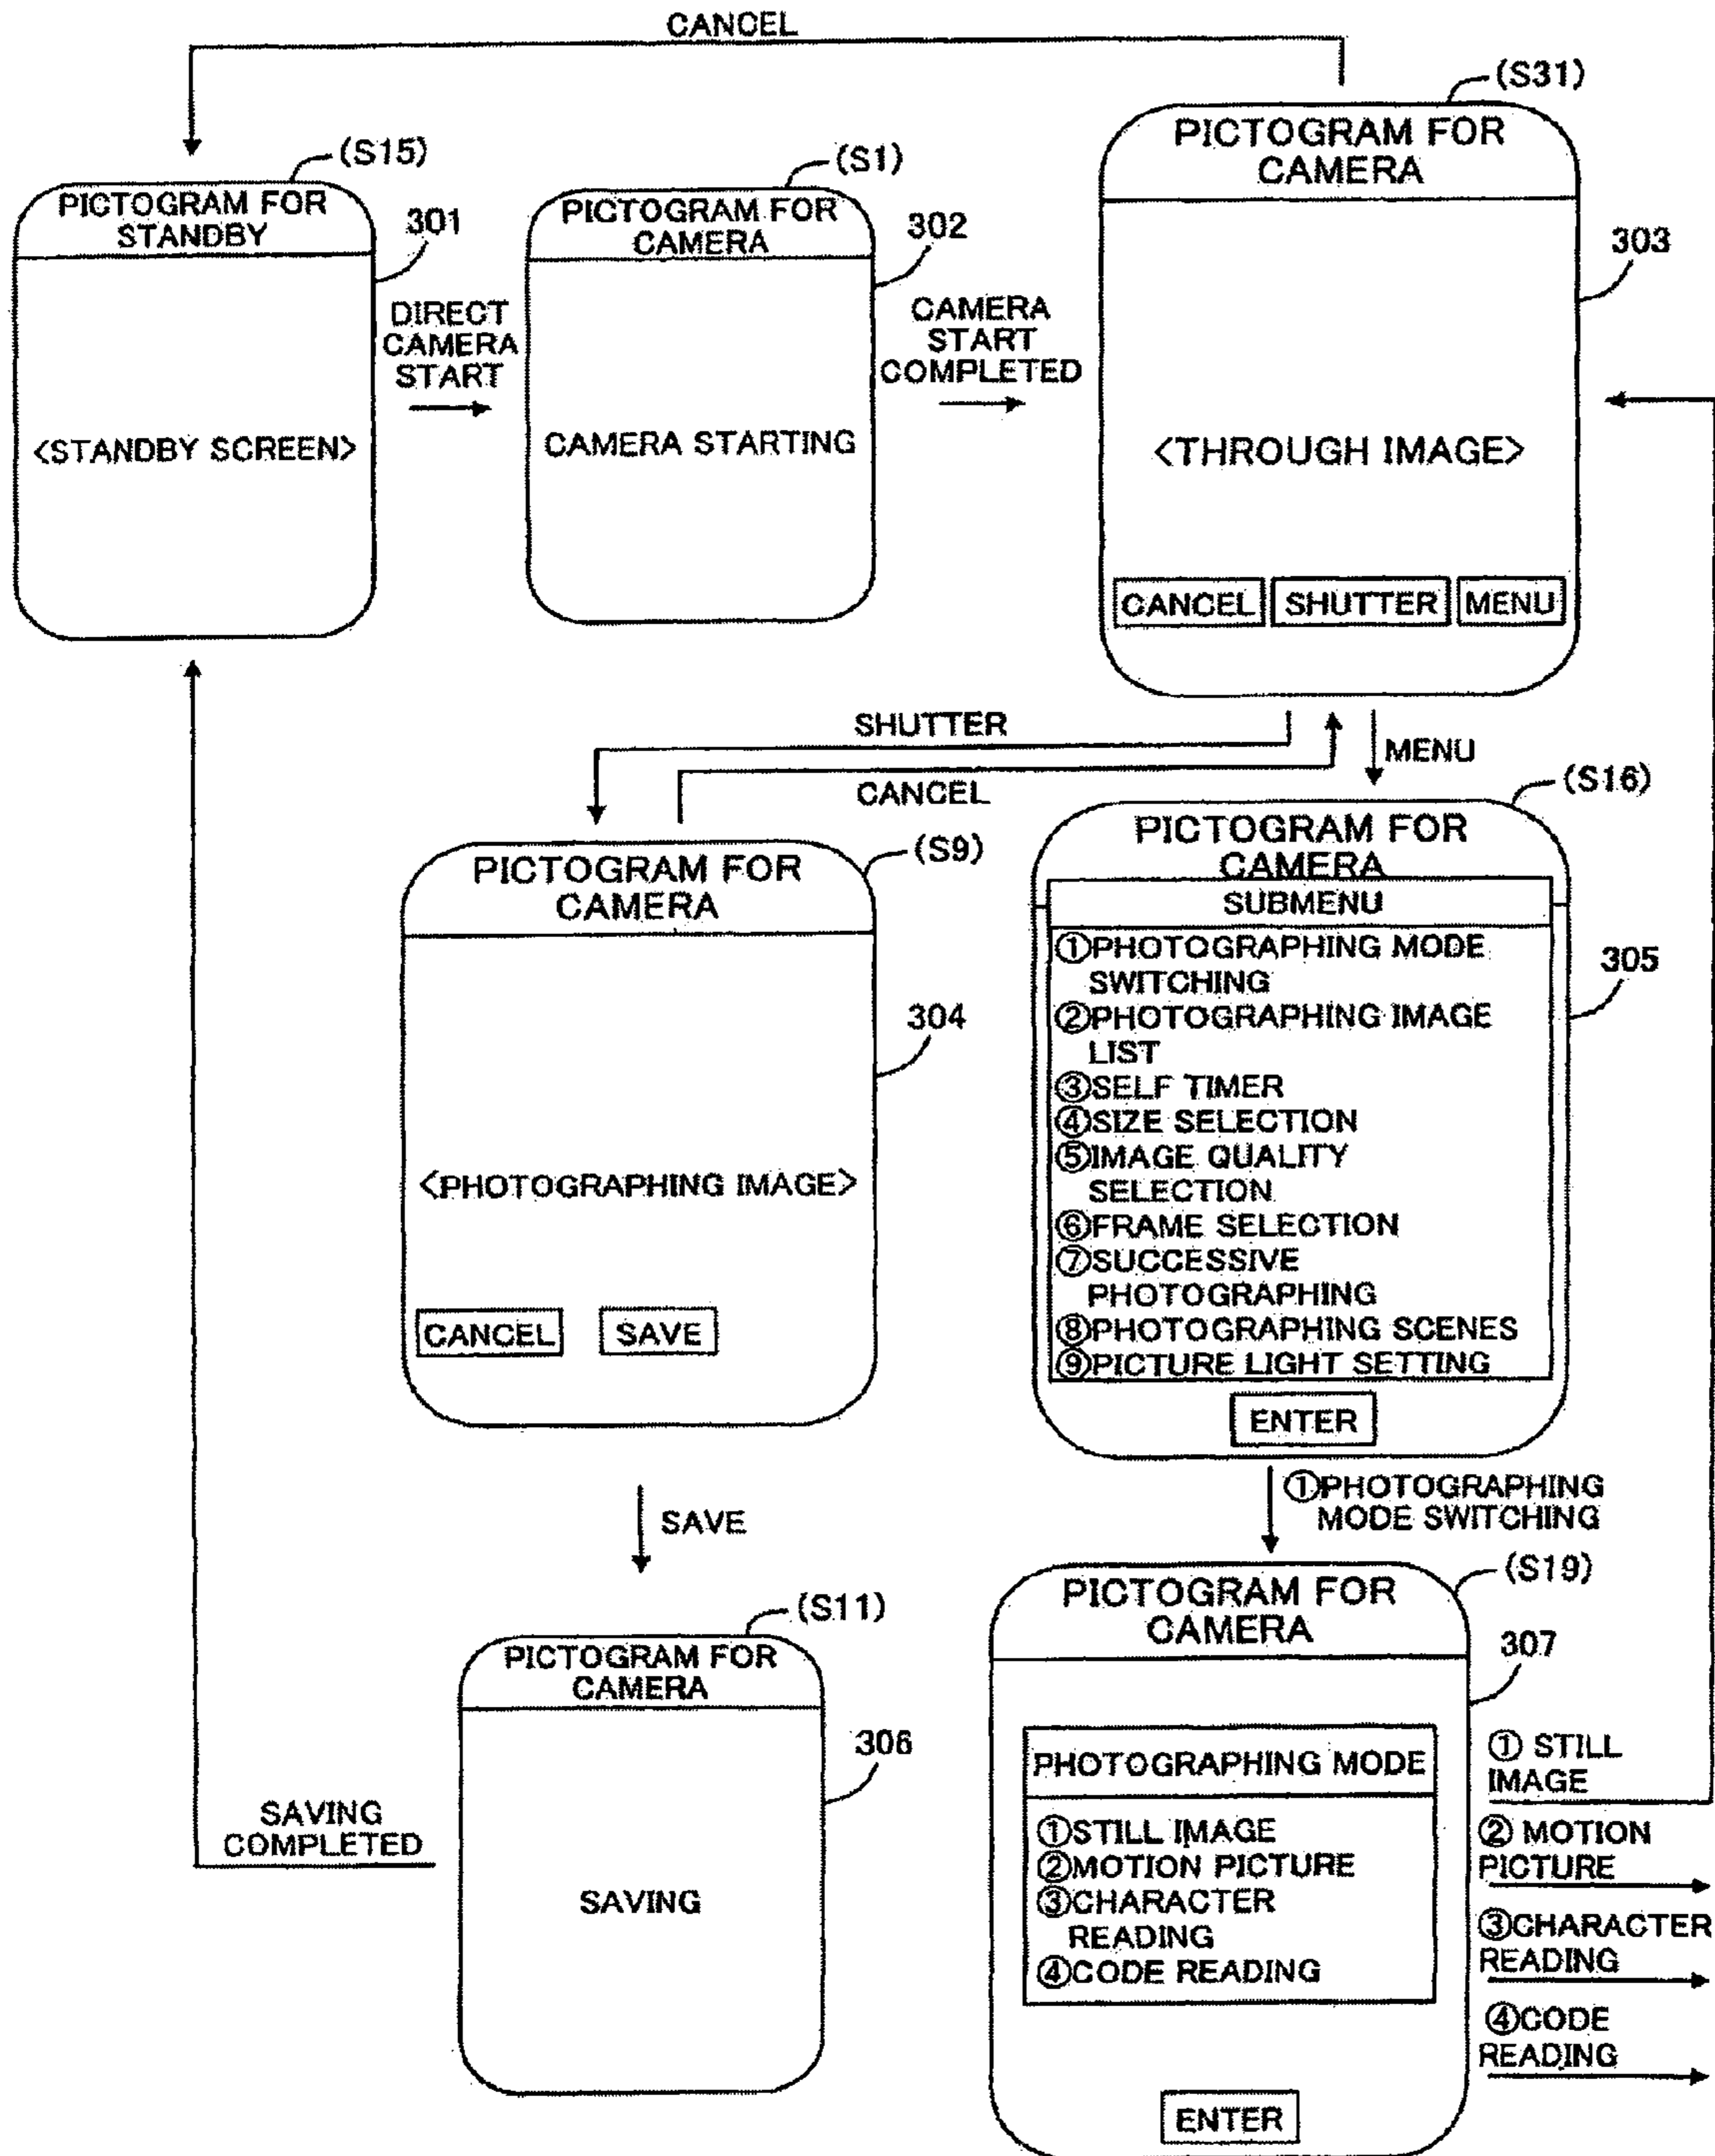 CANCEL
(S15)
PICTOGRAM FOR
STANDBY
301
<STANDBY SCREEN>
DIRECT
CAMERA
START
(S1)
PICTOGRAM FOR
CAMERA
302
CAMERA STARTING
CAMERA
START
COMPLETED
(S31)
PICTOGRAM FOR
CAMERA
303
<THROUGH IMAGE>
CANCEL SHUTTER MENU
SHUTTER
CANCEL
MENU
(S9)
PICTOGRAM FOR
CAMERA
304
<PHOTOGRAPHING IMAGE>
CANCEL SAVE
(S16)
PICTOGRAM FOR
CAMERA
SUBMENU
305
①PHOTOGRAPHING MODE
SWITCHING
②PHOTOGRAPHING IMAGE
LIST
③SELF TIMER
④SIZE SELECTION
⑤IMAGE QUALITY
SELECTION
⑥FRAME SELECTION
⑦SUCCESSIVE
PHOTOGRAPHING
⑧PHOTOGRAPHING SCENES
⑨PICTURE LIGHT SETTING
ENTER
SAVE
①PHOTOGRAPHING
MODE SWITCHING
(S11)
PICTOGRAM FOR
CAMERA
306
SAVING
SAVING
COMPLETED
(S19)
PICTOGRAM FOR
CAMERA
307
PHOTOGRAPHING MODE
①STILL IMAGE
②MOTION PICTURE
③CHARACTER
READING
④CODE READING
ENTER
① STILL
IMAGE
② MOTION
PICTURE
③CHARACTER
READING
④CODE
READING